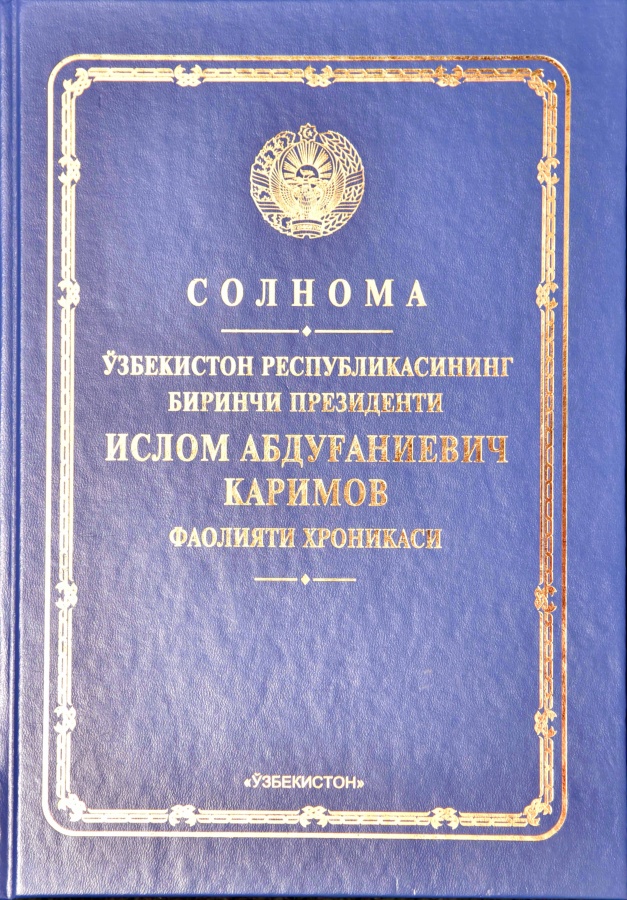 СОЛНОМА
ЎЗБЕКИСТОН РЕСПУБЛИКАСИНИНГ
БИРИНЧИ ПРЕЗИДЕНТИ
ИСЛОМ АБДУҒАНИЕВИЧ
КАРИМОВ
ФАОЛИЯТИ ХРОНИКАСИ
«ЎЗБЕКИСТОН»